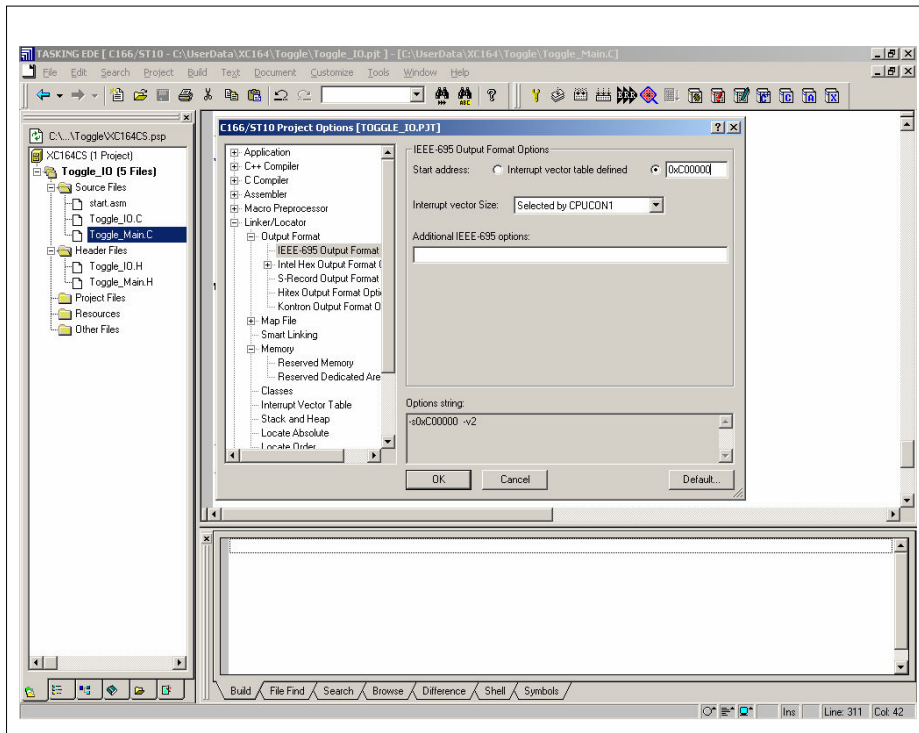 TASKING EDE [ C166/ST10 - C:\UserData\XC164\Toggle\Toggle_IO.pjt ] - [C:\UserData\XC164\Toggle\Toggle_Main.C]
File Edit Search Project Build Text Document Customize Tools Window Help
C:\...\Toggle\XC164CS.psp
XC164CS (1 Project)
Toggle_IO (5 Files)
Source Files
start.asm
Toggle_IO.C
Toggle_Main.C
Header Files
Toggle_IO.H
Toggle_Main.H
Project Files
Resources
Other Files
C166/ST10 Project Options [TOGGLE_IO.PJT]
Application
C++ Compiler
C Compiler
Assembler
Macro Preprocessor
Linker/Locator
Output Format
IEEE-695 Output Format
Intel Hex Output Format (
S-Record Output Format
Hitex Output Format Opti
Kontron Output Format O
Map File
Smart Linking
Memory
Reserved Memory
Reserved Dedicated Are
Classes
Interrupt Vector Table
Stack and Heap
Locate Absolute
Locate Order
IEEE-695 Output Format Options
Start address: Interrupt vector table defined 0xC00000
Interrupt vector Size: Selected by CPUCON1
Additional IEEE-695 options:
Options string:
-s0xC00000 -v2
OK Cancel Default...
Build File Find Search Browse Difference Shell Symbols
Ins Line: 311 Col: 42